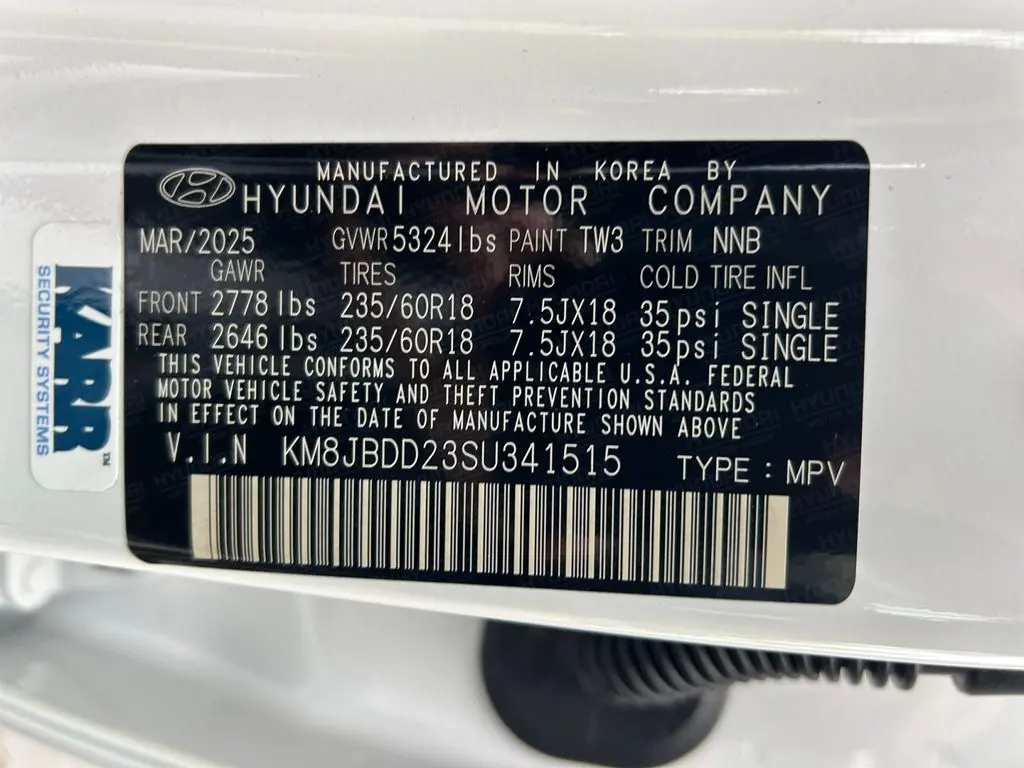 MANUFACTURED IN KOREA BY
HYUNDAI MOTOR COMPANY
MAR/2025 GVWR 5324lbs PAINT TW3 TRIM NNB
GAWR TIRES RIMS COLD TIRE INFL
FRONT 2778 lbs 235/60R18 7.5JX18 35psi SINGLE
REAR 2646 lbs 235/60R18 7.5JX18 35psi SINGLE
THIS VEHICLE CONFORMS TO ALL APPLICABLE U.S.A. FEDERAL
MOTOR VEHICLE SAFETY AND THEFT PREVENTION STANDARDS
IN EFFECT ON THE DATE OF MANUFACTURE SHOWN ABOVE
V.I.N KM8JBDD23SU341515 TYPE : MPV
KARR™
SECURITY SYSTEMS